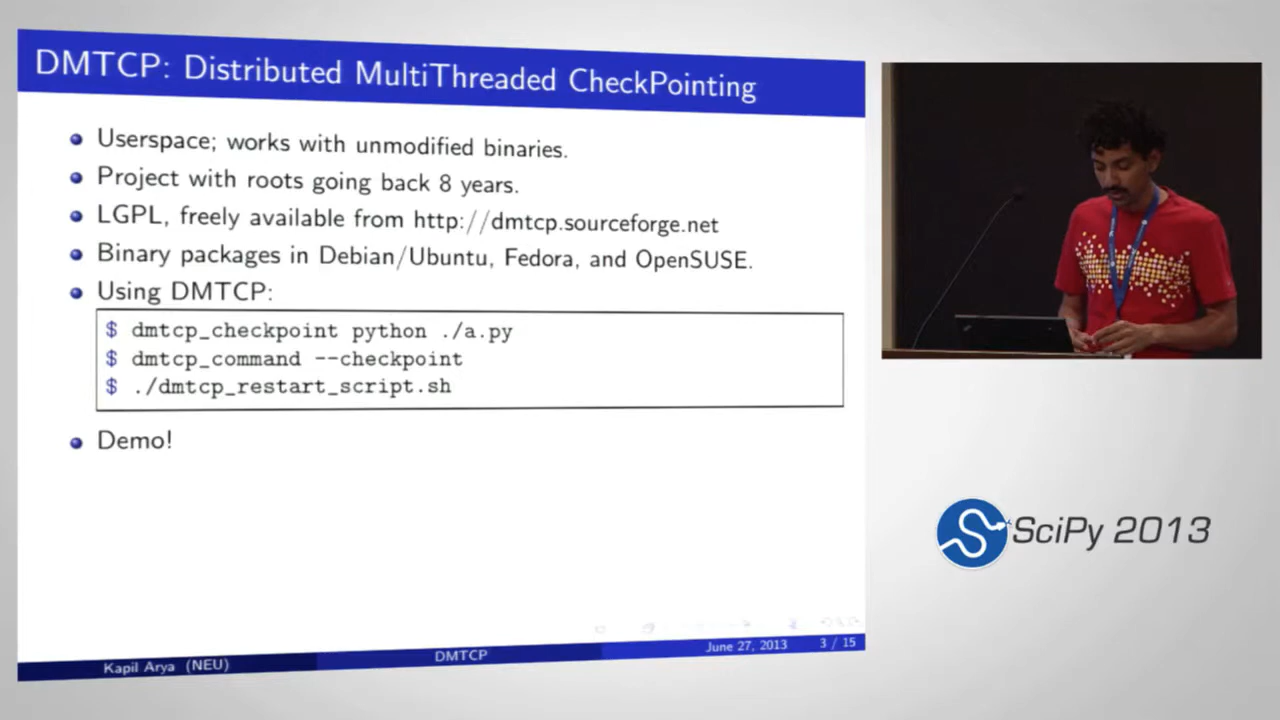 DMTCP: Distributed MultiThreaded CheckPointing
Userspace; works with unmodified binaries.
Project with roots going back 8 years.
LGPL, freely available from http://dmtcp.sourceforge.net
Binary packages in Debian/Ubuntu, Fedora, and OpenSUSE.
Using DMTCP:
$ dmtcp_checkpoint python ./a.py
$ dmtcp_command --checkpoint
$ ./dmtcp_restart_script.sh
Demo!
Kapil Arya (NEU)
DMTCP
June 27, 2013
3 / 15
SciPy 2013